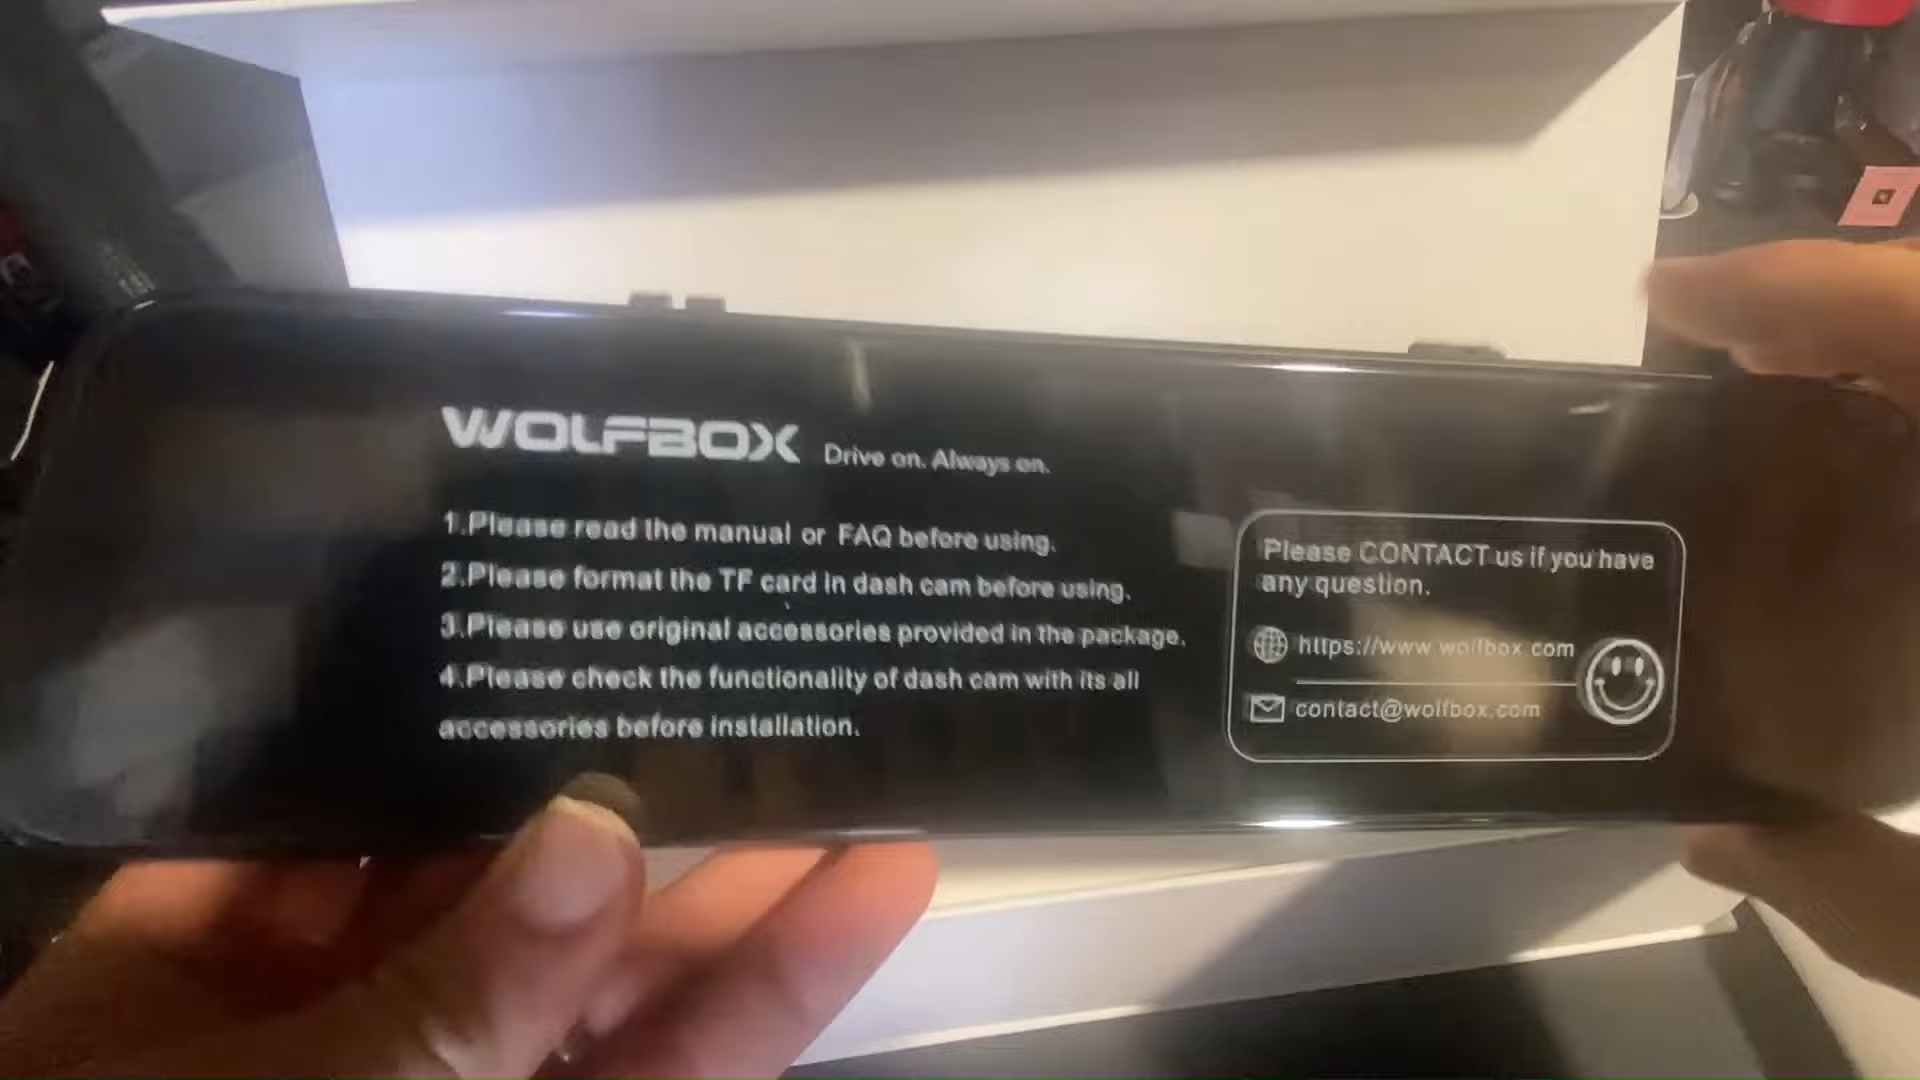 WOLFBOX Drive on. Always on.
1.Please read the manual or FAQ before using.
2.Please format the TF card in dash cam before using.
3.Please use original accessories provided in the package.
4.Please check the functionality of dash cam with its all
accessories before installation.
Please CONTACT us if you have
any question.
https://www.wolfbox.com
contact@wolfbox.com